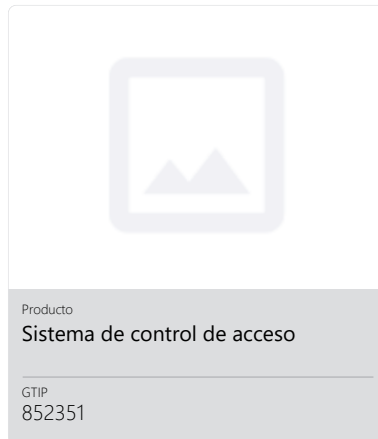 Producto
Sistema de control de acceso
GTIP
852351